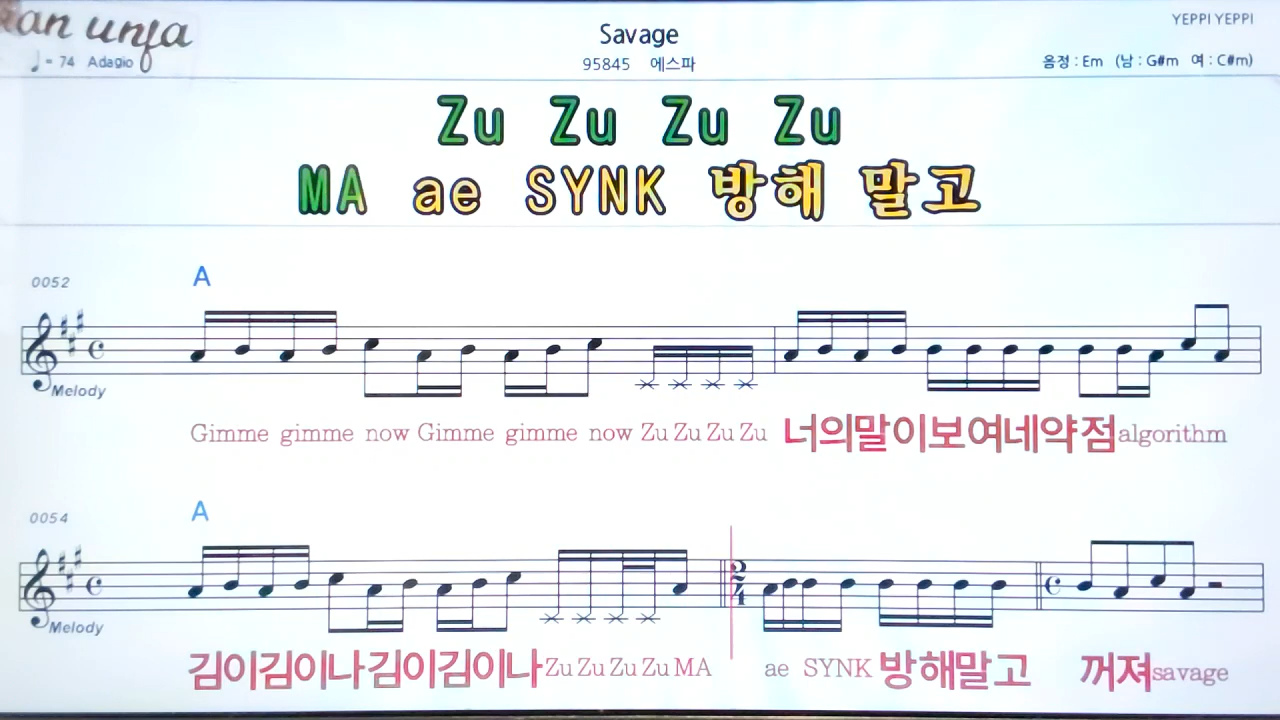 Savage
YEPPI YEPPI
♩= 74 Adagio
95845 에스파
음정 : Em (남 : G#m 여 : C#m)
Zu Zu Zu Zu
MA ae SYNK 방해 말고
0052
A
Melody
Gimme gimme now Gimme gimme now Zu Zu Zu Zu 너의말이보여네약점algorithm
0054
A
2
4
Melody
김이김이나김이김이나Zu Zu Zu Zu MA ae SYNK 방해말고 꺼져savage